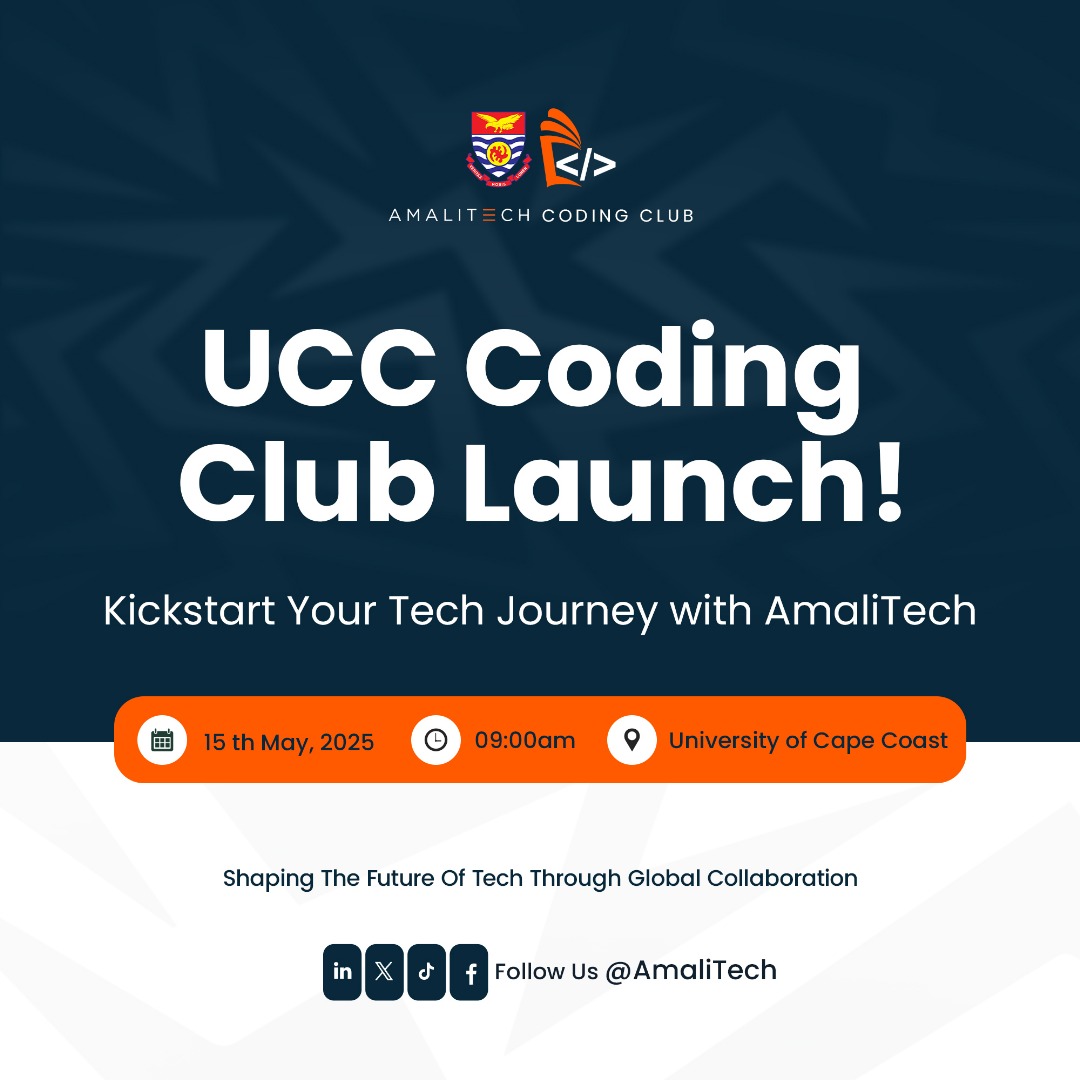 </>
AMALITECH CODING CLUB
UCC Coding
Club Launch!
Kickstart Your Tech Journey with AmaliTech
15 th May, 2025 09:00am University of Cape Coast
Shaping The Future Of Tech Through Global Collaboration
in X f Follow Us @AmaliTech